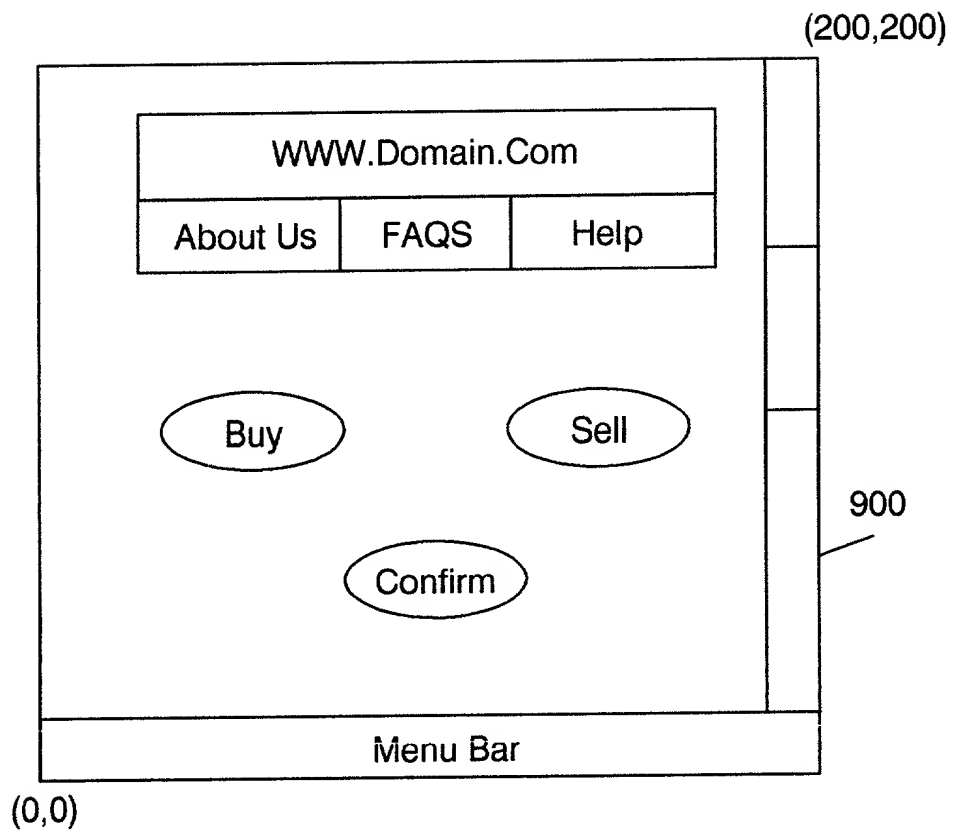 (200,200)
WWW.Domain.Com
About Us FAQS Help
Buy Sell
900
Confirm
Menu Bar
(0,0)